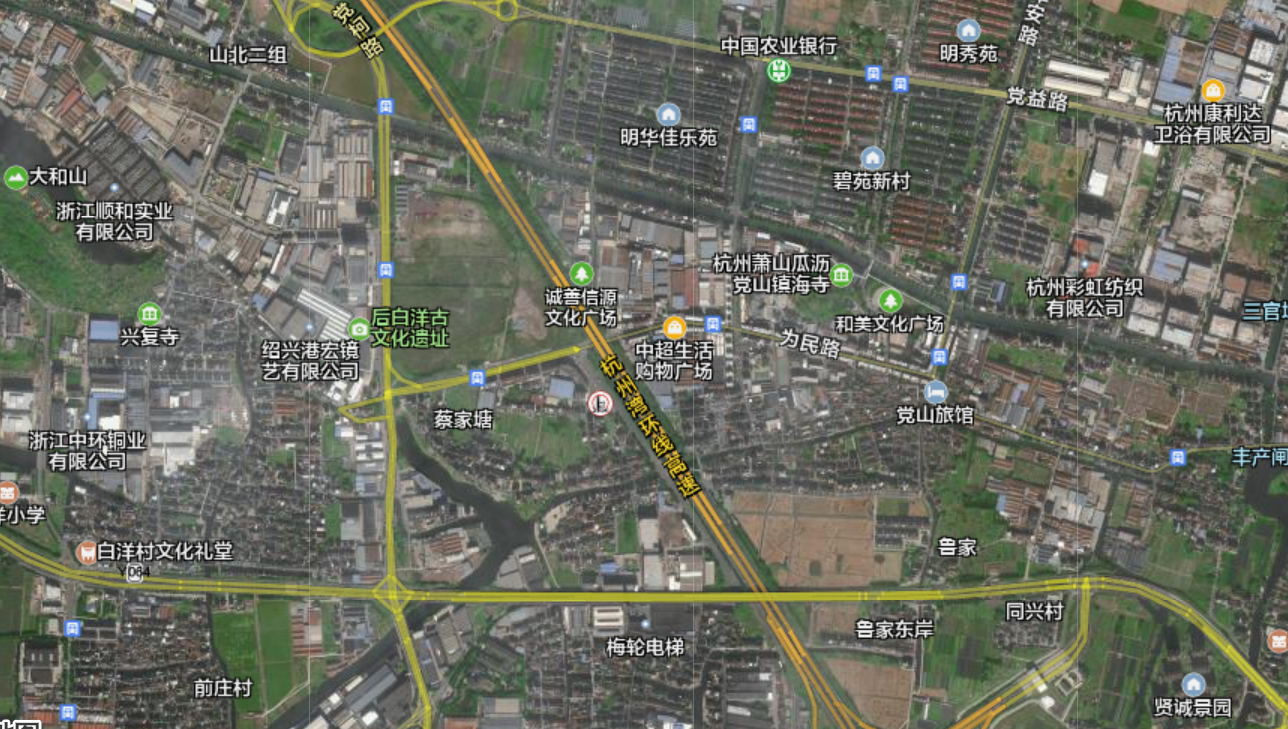 党柯路
山北二组
中国农业银行
明秀苑
安路
党益路
杭州康利达
卫浴有限公司
明华佳乐苑
碧苑新村
大和山
浙江顺和实业
有限公司
杭州萧山瓜沥
党山镇海寺
诚善信源
文化广场
和美文化广场
杭州彩虹纺织
有限公司
兴复寺
后白洋古
文化遗址
绍兴港宏镇
艺有限公司
中超生活
购物广场
为民路
杭州湾环线高速
党山旅馆
蔡家塘
浙江中环铜业
有限公司
丰产闸
小学
白洋村文化礼堂
Y064
鲁家
同兴村
鲁家东岸
梅轮电梯
前庄村
贤诚景园